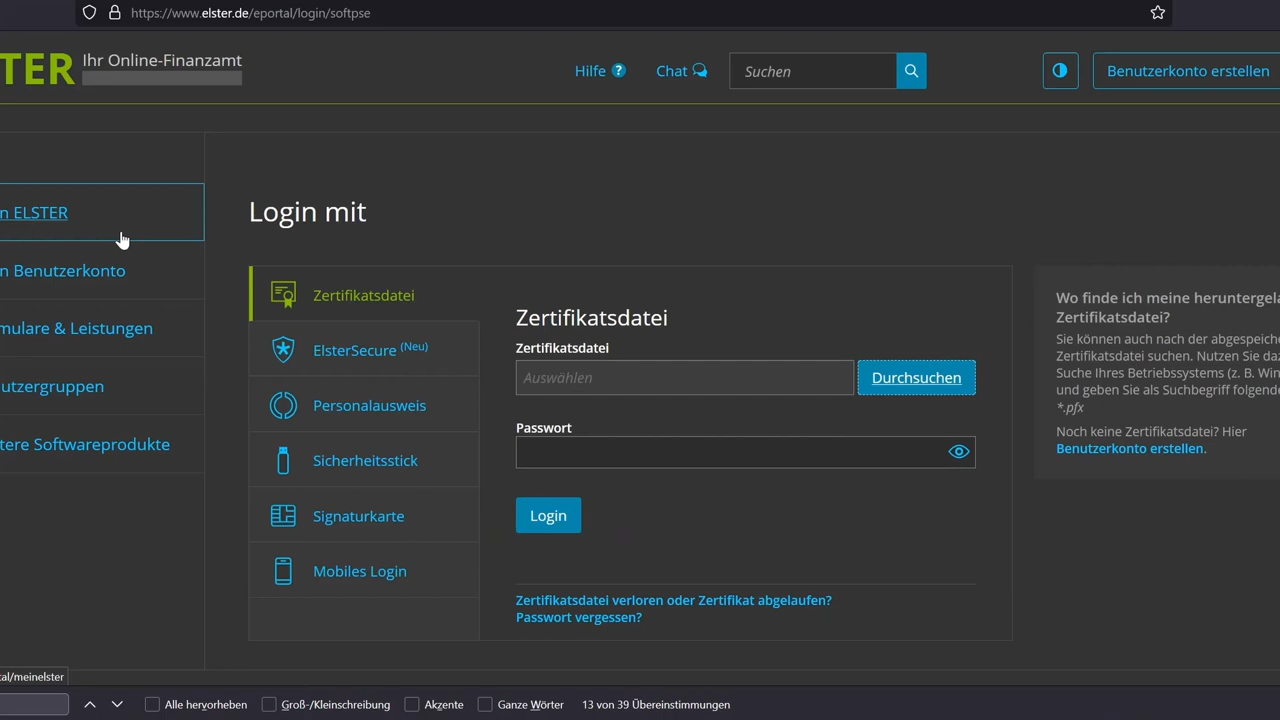 https://www.elster.de/eportal/login/softpse
TER
Ihr Online-Finanzamt
Hilfe ?
Chat
Suchen
Benutzerkonto erstellen
n ELSTER
n Benutzerkonto
mulare & Leistungen
utzergruppen
tere Softwareprodukte
Login mit
Zertifikatsdatei
ElsterSecure (Neu)
Personalausweis
Sicherheitsstick
Signaturkarte
Mobiles Login
Zertifikatsdatei
Zertifikatsdatei
Auswählen
Durchsuchen
Passwort
Login
Zertifikatsdatei verloren oder Zertifikat abgelaufen?
Passwort vergessen?
Wo finde ich meine heruntergela
Zertifikatsdatei?
Sie können auch nach der abgespeiche
Zertifikatsdatei suchen. Nutzen Sie daz
Suche Ihres Betriebssystems (z. B. Win
und geben Sie als Suchbegriff folgende
*.pfx
Noch keine Zertifikatsdatei? Hier
Benutzerkonto erstellen.
tal/meinelster
Alle hervorheben
Groß-/Kleinschreibung
Akzente
Ganze Wörter
13 von 39 Übereinstimmungen